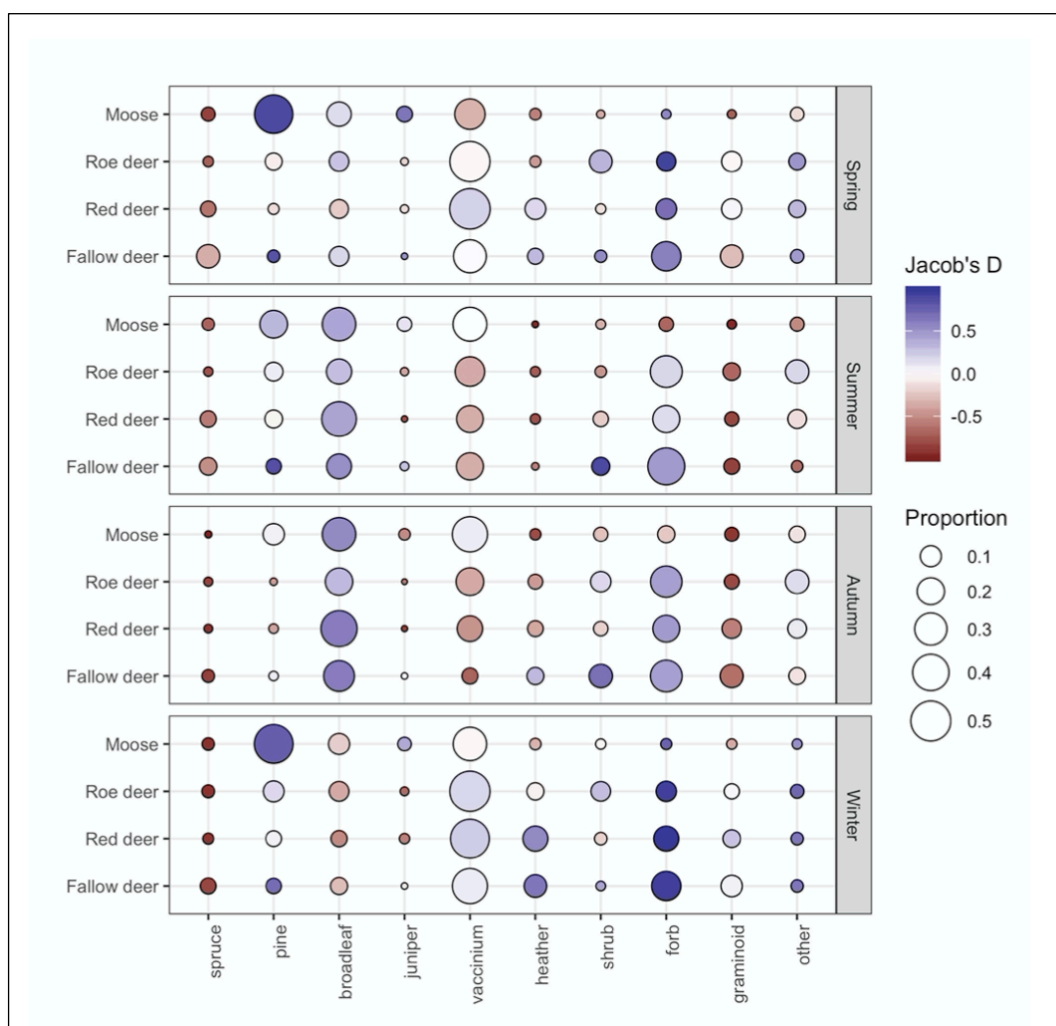 Moose
Roe deer
Red deer
Fallow deer
Spring
Moose
Roe deer
Red deer
Fallow deer
Summer
Moose
Roe deer
Red deer
Fallow deer
Autumn
Moose
Roe deer
Red deer
Fallow deer
Winter
spruce
pine
broadleaf
juniper
vaccinium
heather
shrub
forb
graminoid
other
Jacob's D
0.5
0.0
-0.5
Proportion
0.1
0.2
0.3
0.4
0.5